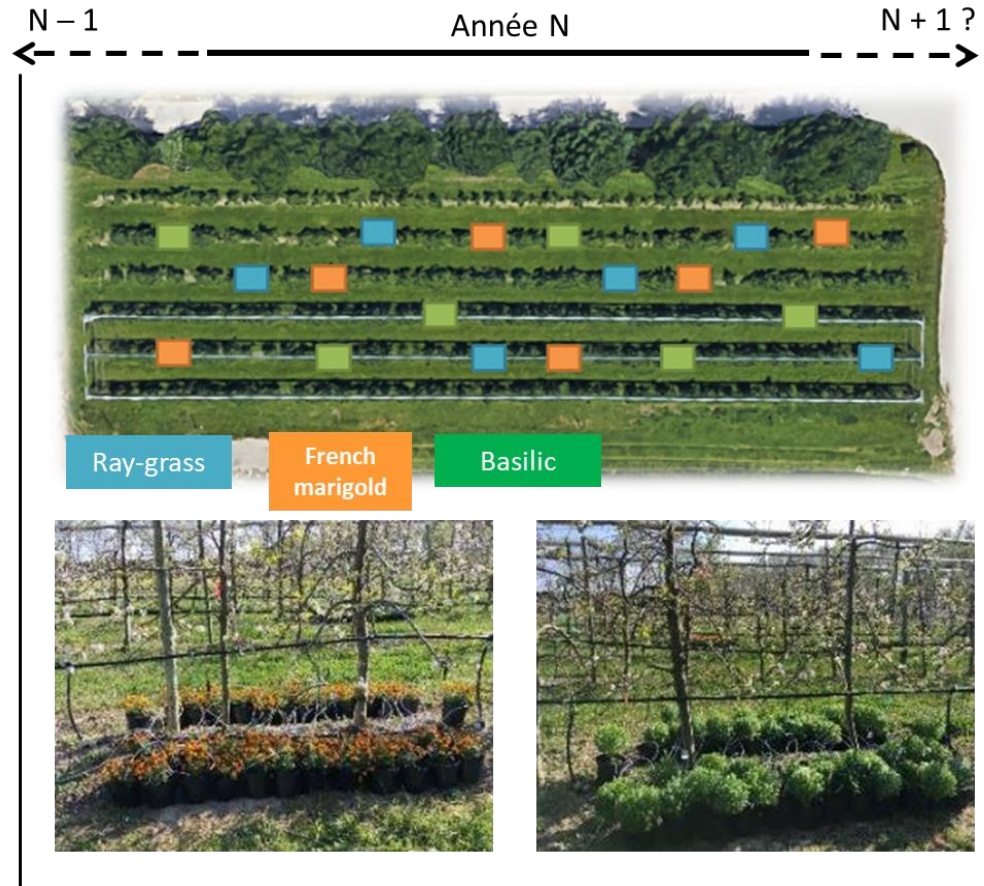 N – 1
Année N
N + 1 ?
Ray-grass
French
marigold
Basilic